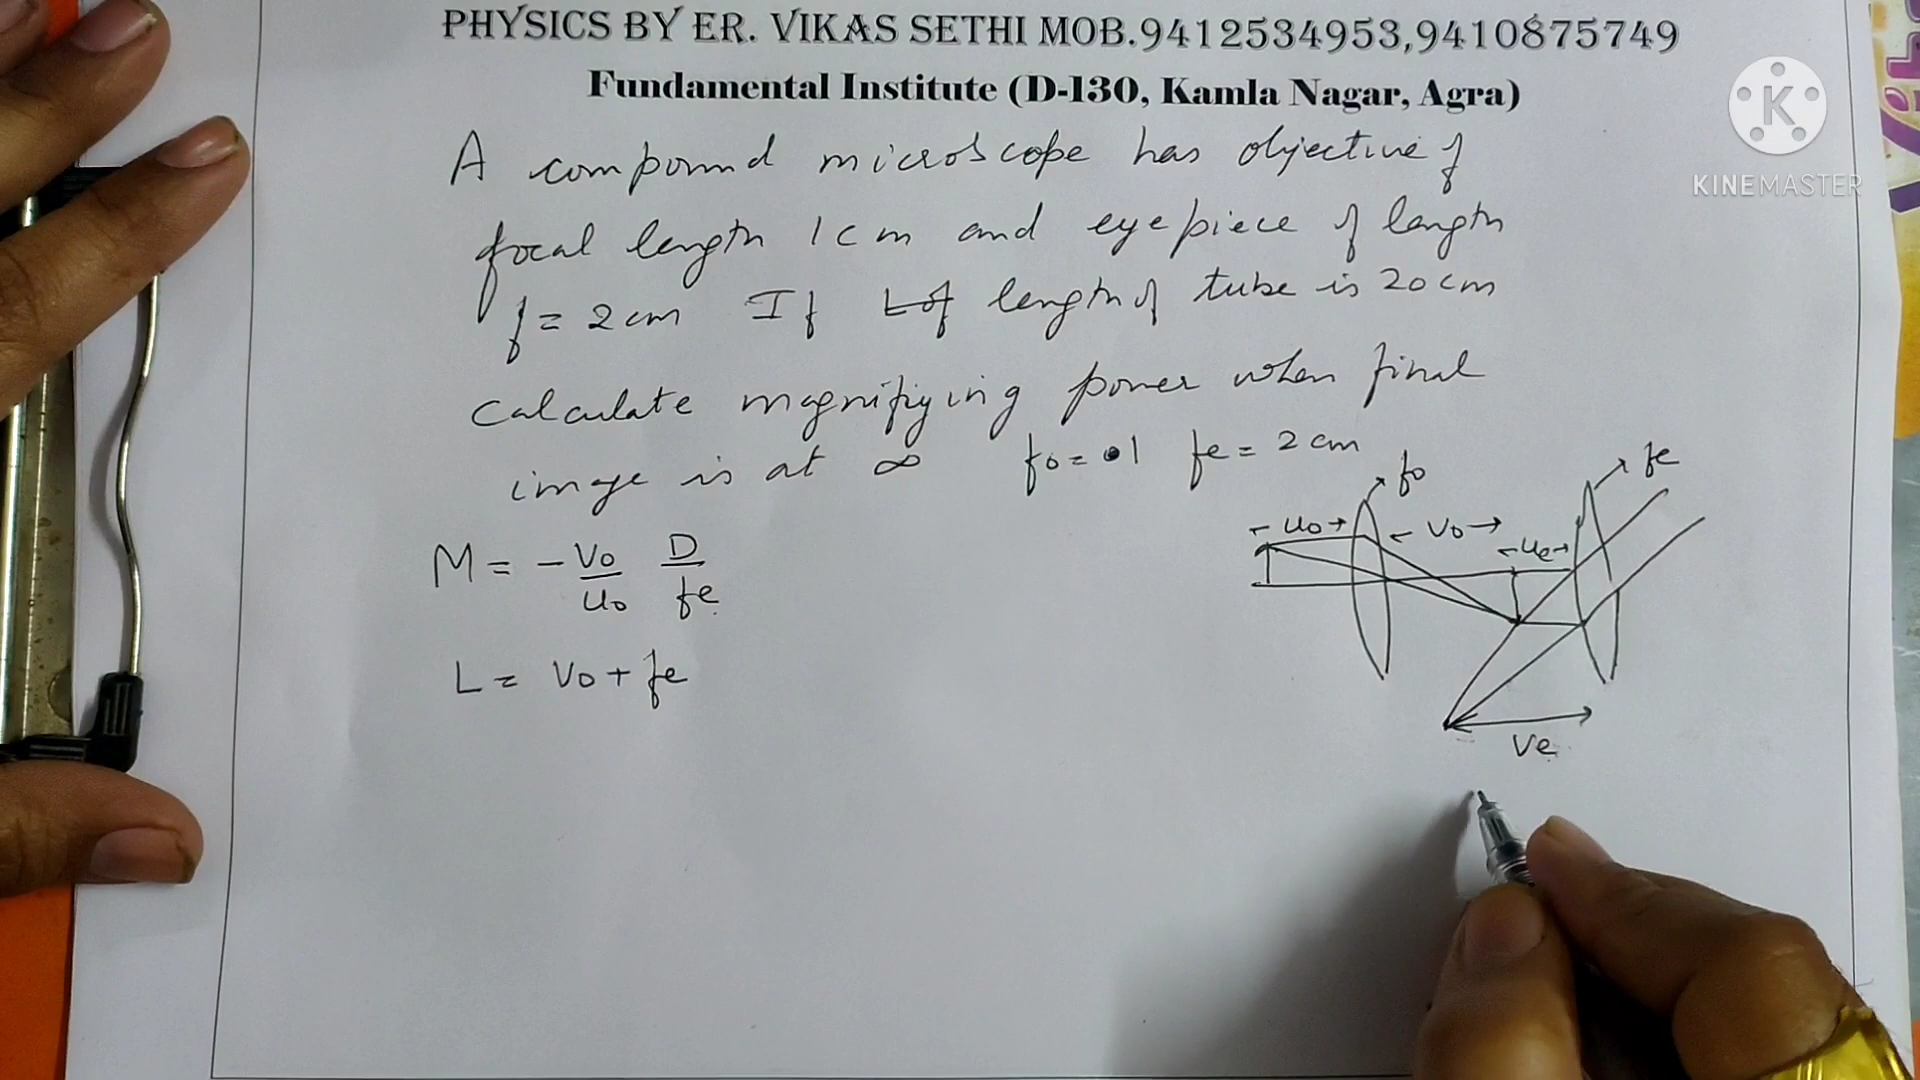 PHYSICS BY ER. VIKAS SETHI MOB.9412534953,9410875749
Fundamental Institute (D-130, Kamla Nagar, Agra)
K
KINEMASTER
A compound microscope has objective of
focal length 1cm and eyepiece of length
f = 2cm If length of tube is 20cm
calculate magnifying power when final
image is at ∞ fo = 1 fe = 2cm
fo fe
uo vo ue
M = - Vo/uo D/fe
L = Vo + fe
Ve